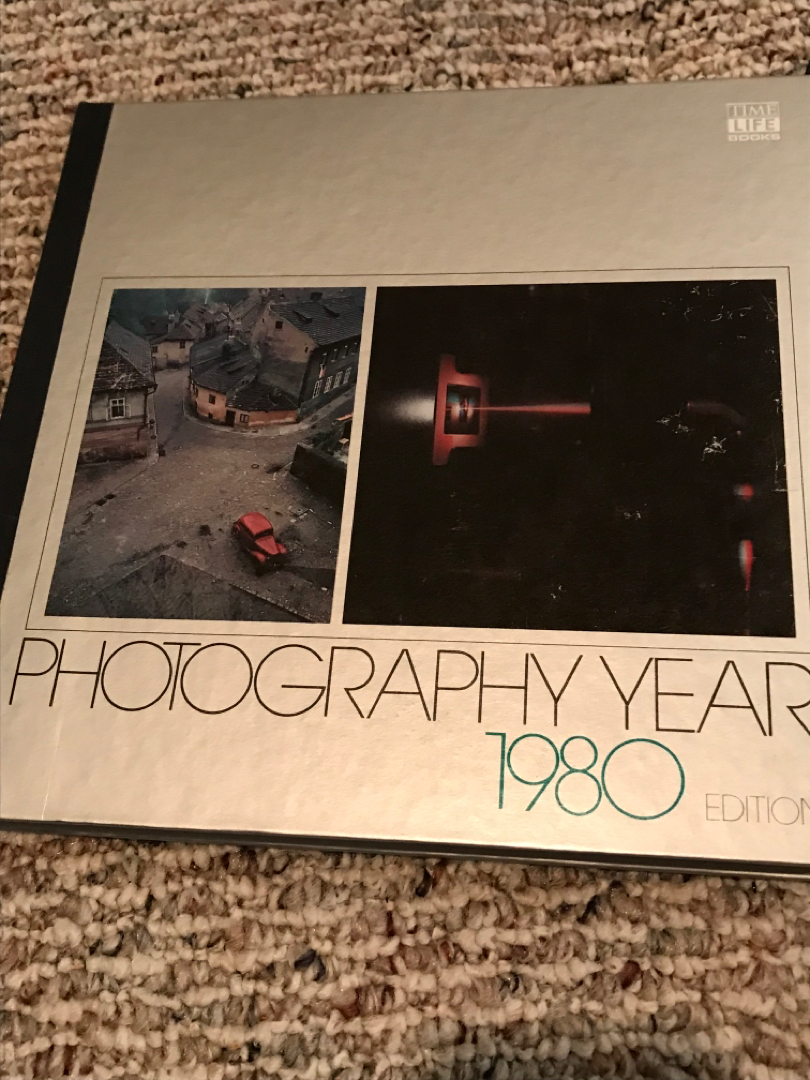 TIME
LIFE
BOOKS
PHOTOGRAPHY YEAR
1980 EDITION